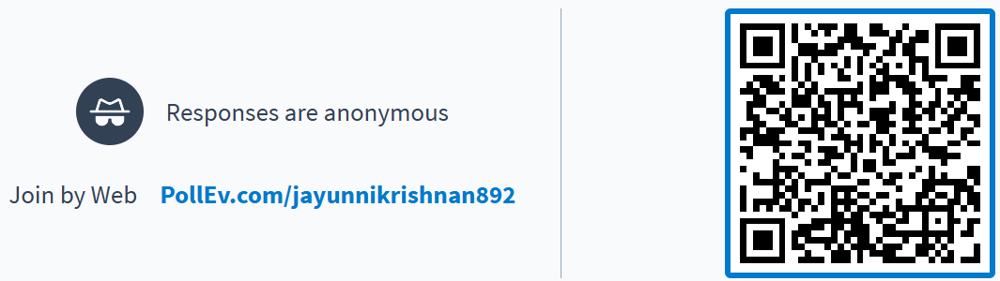 Responses are anonymous
Join by Web PollEv.com/jayunnikrishnan892